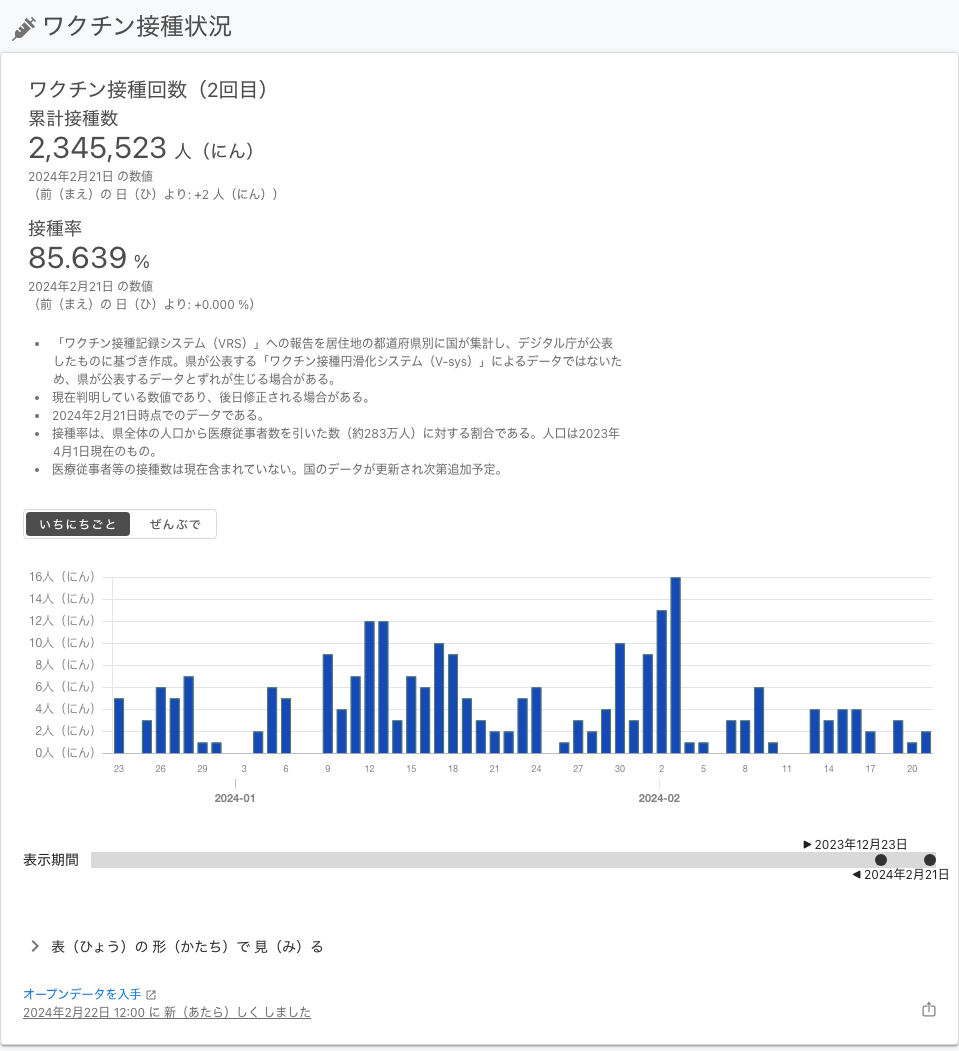 ワクチン接種状況
ワクチン接種回数（2回目）
累計接種数
2,345,523 人（にん）
2024年2月21日 の数値
（前（まえ）の 日（ひ）より: +2 人（にん））
接種率
85.639 %
2024年2月21日 の数値
（前（まえ）の 日（ひ）より: +0.000 %）
• 「ワクチン接種記録システム（VRS）」への報告を居住地の都道府県別に国が集計し、デジタル庁が公表
したものに基づき作成。県が公表する「ワクチン接種円滑化システム（V-sys）」によるデータではないた
め、県が公表するデータとずれが生じる場合がある。
• 現在判明している数値であり、後日修正される場合がある。
• 2024年2月21日時点でのデータである。
• 接種率は、県全体の人口から医療従事者数を引いた数（約283万人）に対する割合である。人口は2023年
4月1日現在のもの。
• 医療従事者等の接種数は現在含まれていない。国のデータが更新され次第追加予定。
いちにちごと ぜんぶで
16人（にん）
14人（にん）
12人（にん）
10人（にん）
8人（にん）
6人（にん）
4人（にん）
2人（にん）
0人（にん）
23 26 29 3 6 9 12 15 18 21 24 27 30 2 5 8 11 14 17 20
2024-01 2024-02
▶ 2023年12月23日
表示期間
◀ 2024年2月21日
表（ひょう）の 形（かたち）で 見（み）る
オープンデータを入手
2024年2月22日 12:00 に 新（あたら）しく しました